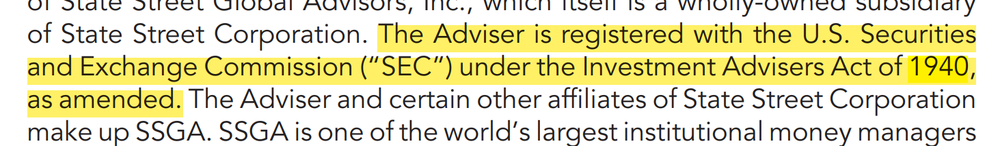 of State Street Global Advisors, Inc., which itself is a wholly-owned subsidiary
of State Street Corporation. The Adviser is registered with the U.S. Securities
and Exchange Commission (“SEC”) under the Investment Advisers Act of 1940,
as amended. The Adviser and certain other affiliates of State Street Corporation
make up SSGA. SSGA is one of the world’s largest institutional money managers